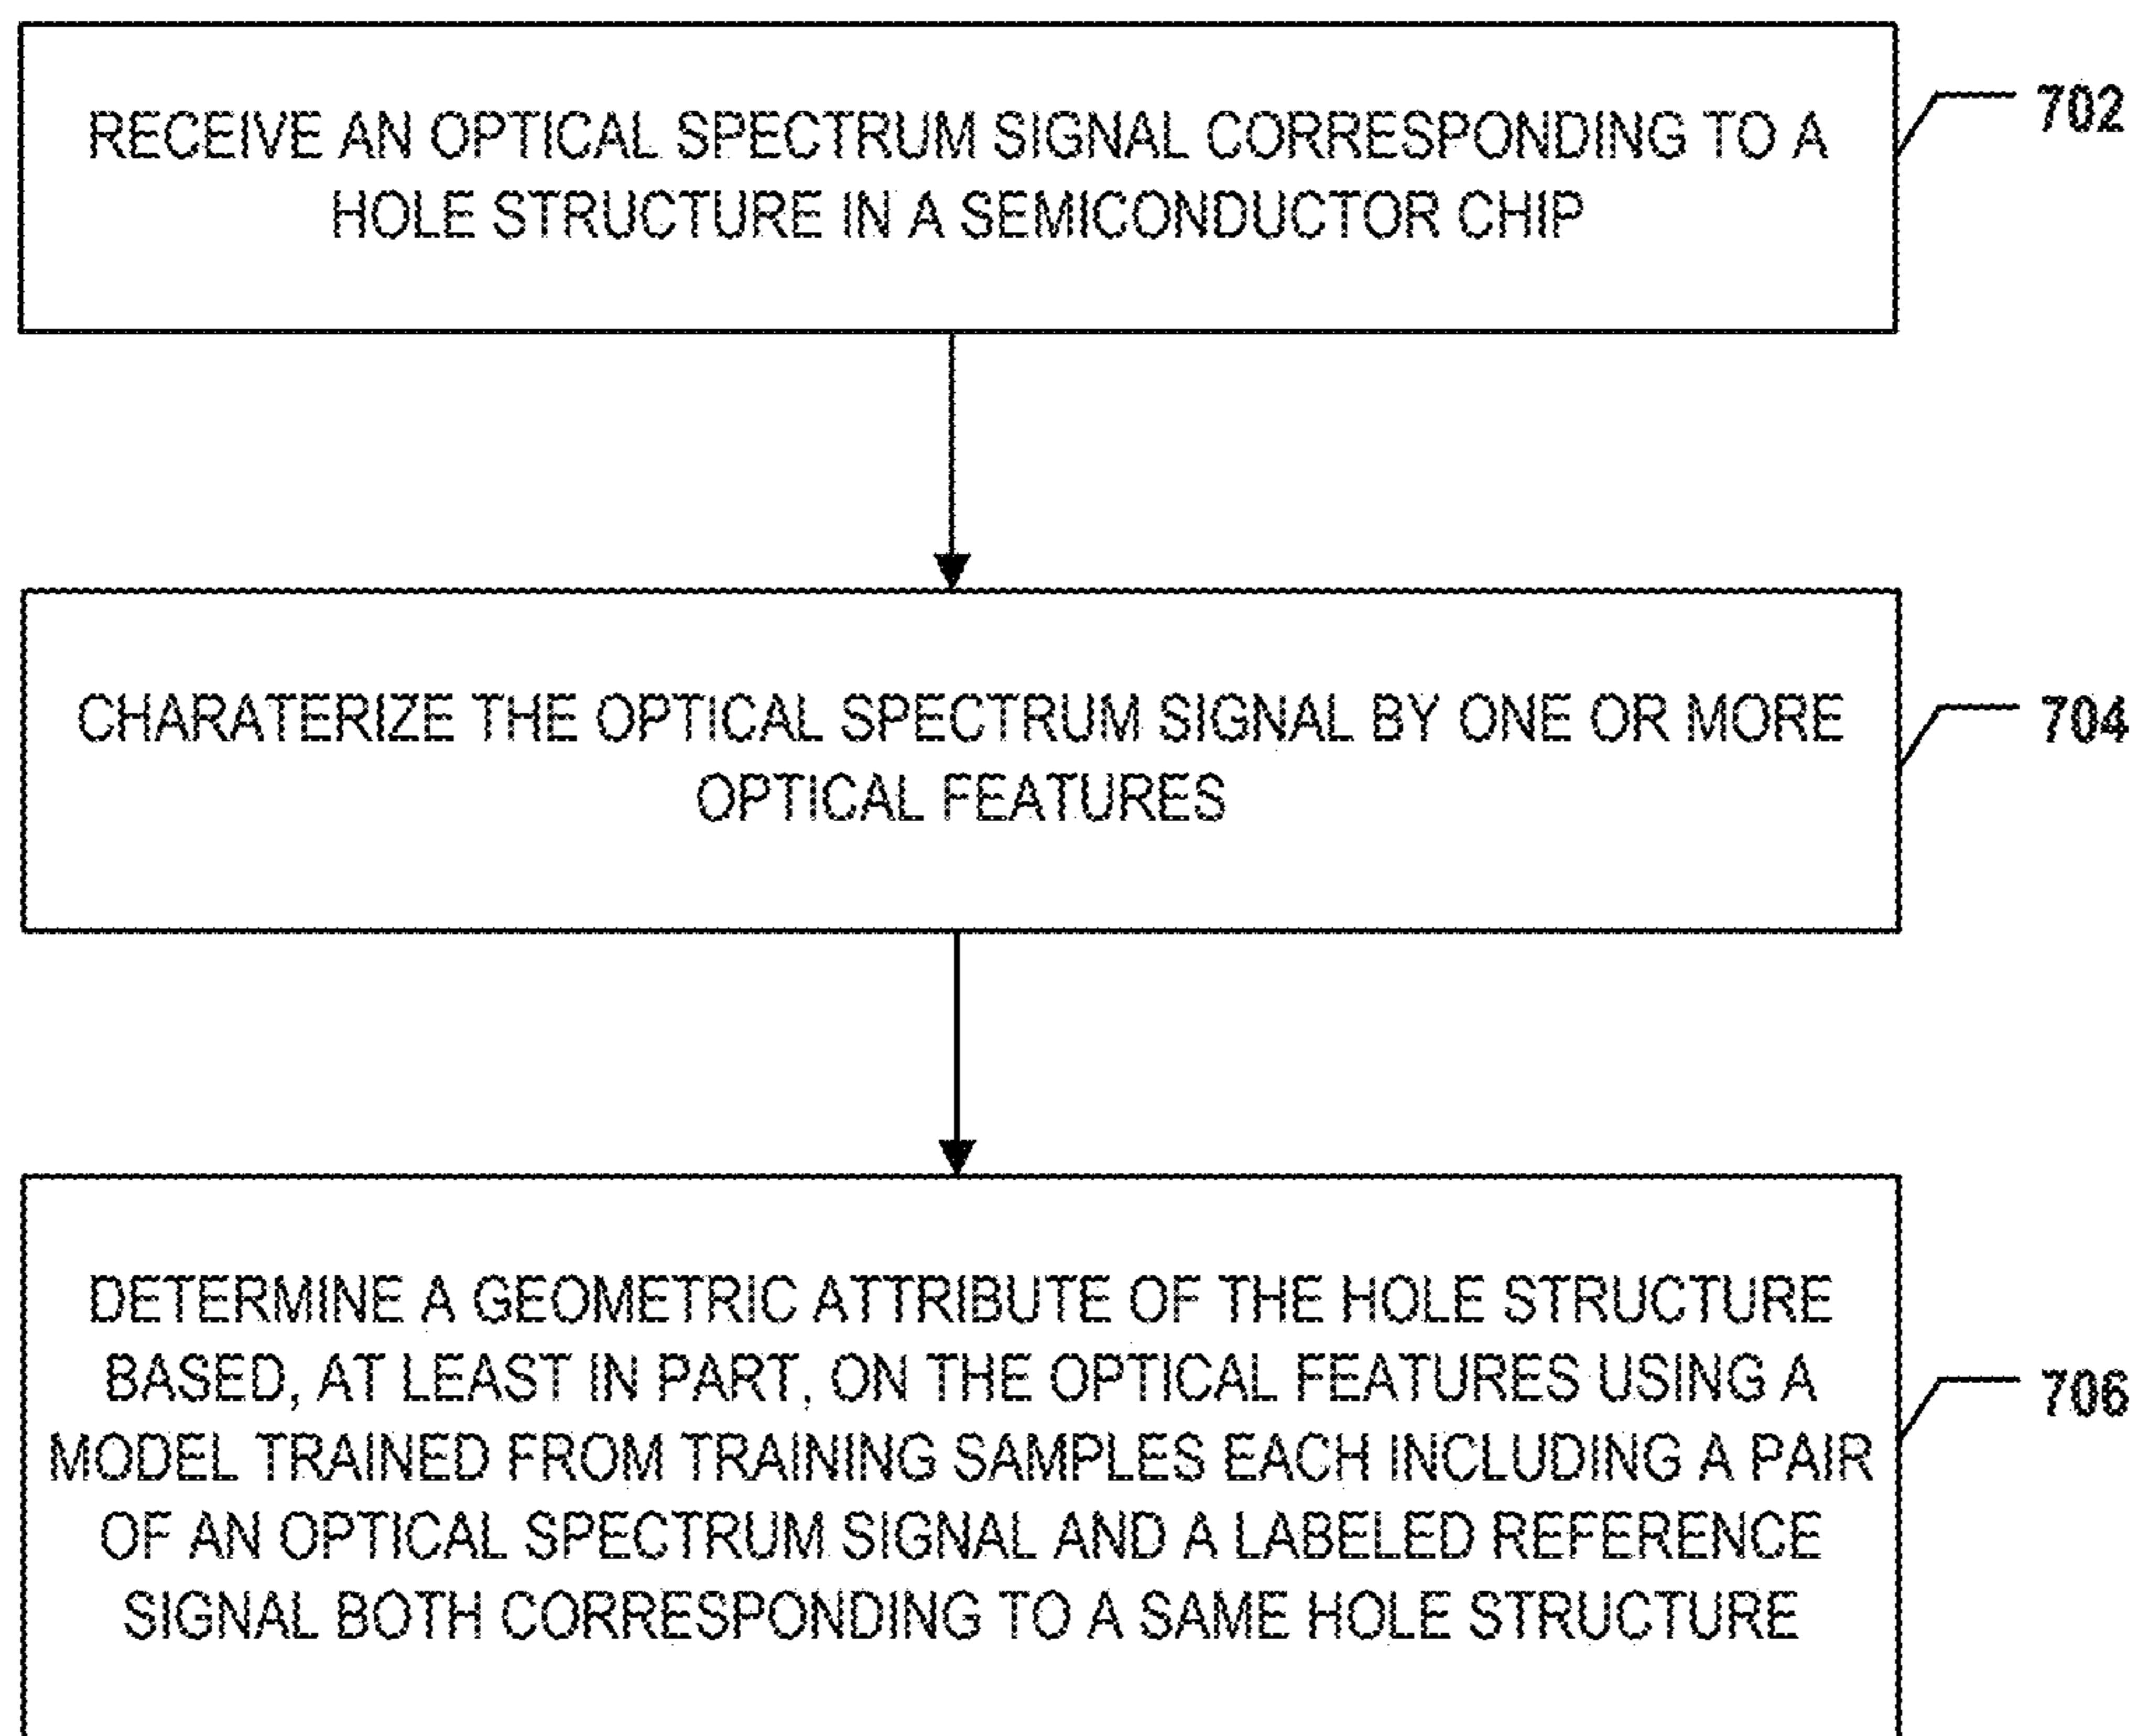 RECEIVE AN OPTICAL SPECTRUM SIGNAL CORRESPONDING TO A
HOLE STRUCTURE IN A SEMICONDUCTOR CHIP
702
CHARATERIZE THE OPTICAL SPECTRUM SIGNAL BY ONE OR MORE
OPTICAL FEATURES
704
DETERMINE A GEOMETRIC ATTRIBUTE OF THE HOLE STRUCTURE
BASED, AT LEAST IN PART, ON THE OPTICAL FEATURES USING A
MODEL TRAINED FROM TRAINING SAMPLES EACH INCLUDING A PAIR
OF AN OPTICAL SPECTRUM SIGNAL AND A LABELED REFERENCE
SIGNAL BOTH CORRESPONDING TO A SAME HOLE STRUCTURE
706